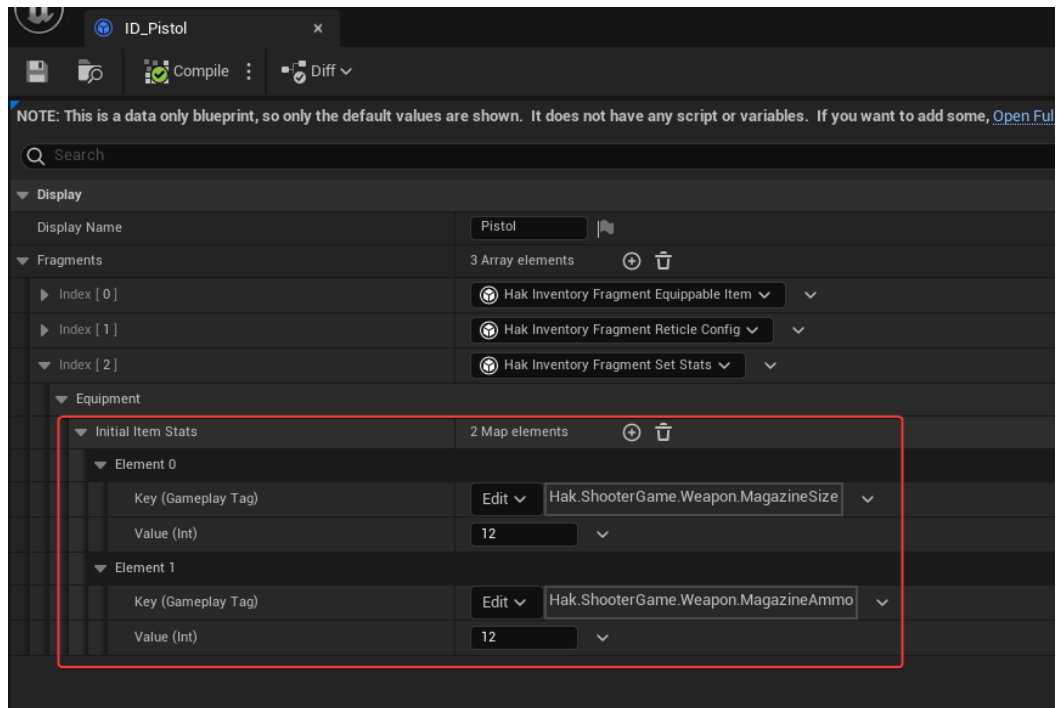 ID_Pistol
Compile
Diff
NOTE: This is a data only blueprint, so only the default values are shown. It does not have any script or variables. If you want to add some, Open Ful
Search
Display
Display Name Pistol
Fragments 3 Array elements
Index [ 0 ] Hak Inventory Fragment Equippable Item
Index [ 1 ] Hak Inventory Fragment Reticle Config
Index [ 2 ] Hak Inventory Fragment Set Stats
Equipment
Initial Item Stats 2 Map elements
Element 0
Key (Gameplay Tag) Edit Hak.ShooterGame.Weapon.MagazineSize
Value (Int) 12
Element 1
Key (Gameplay Tag) Edit Hak.ShooterGame.Weapon.MagazineAmmo
Value (Int) 12